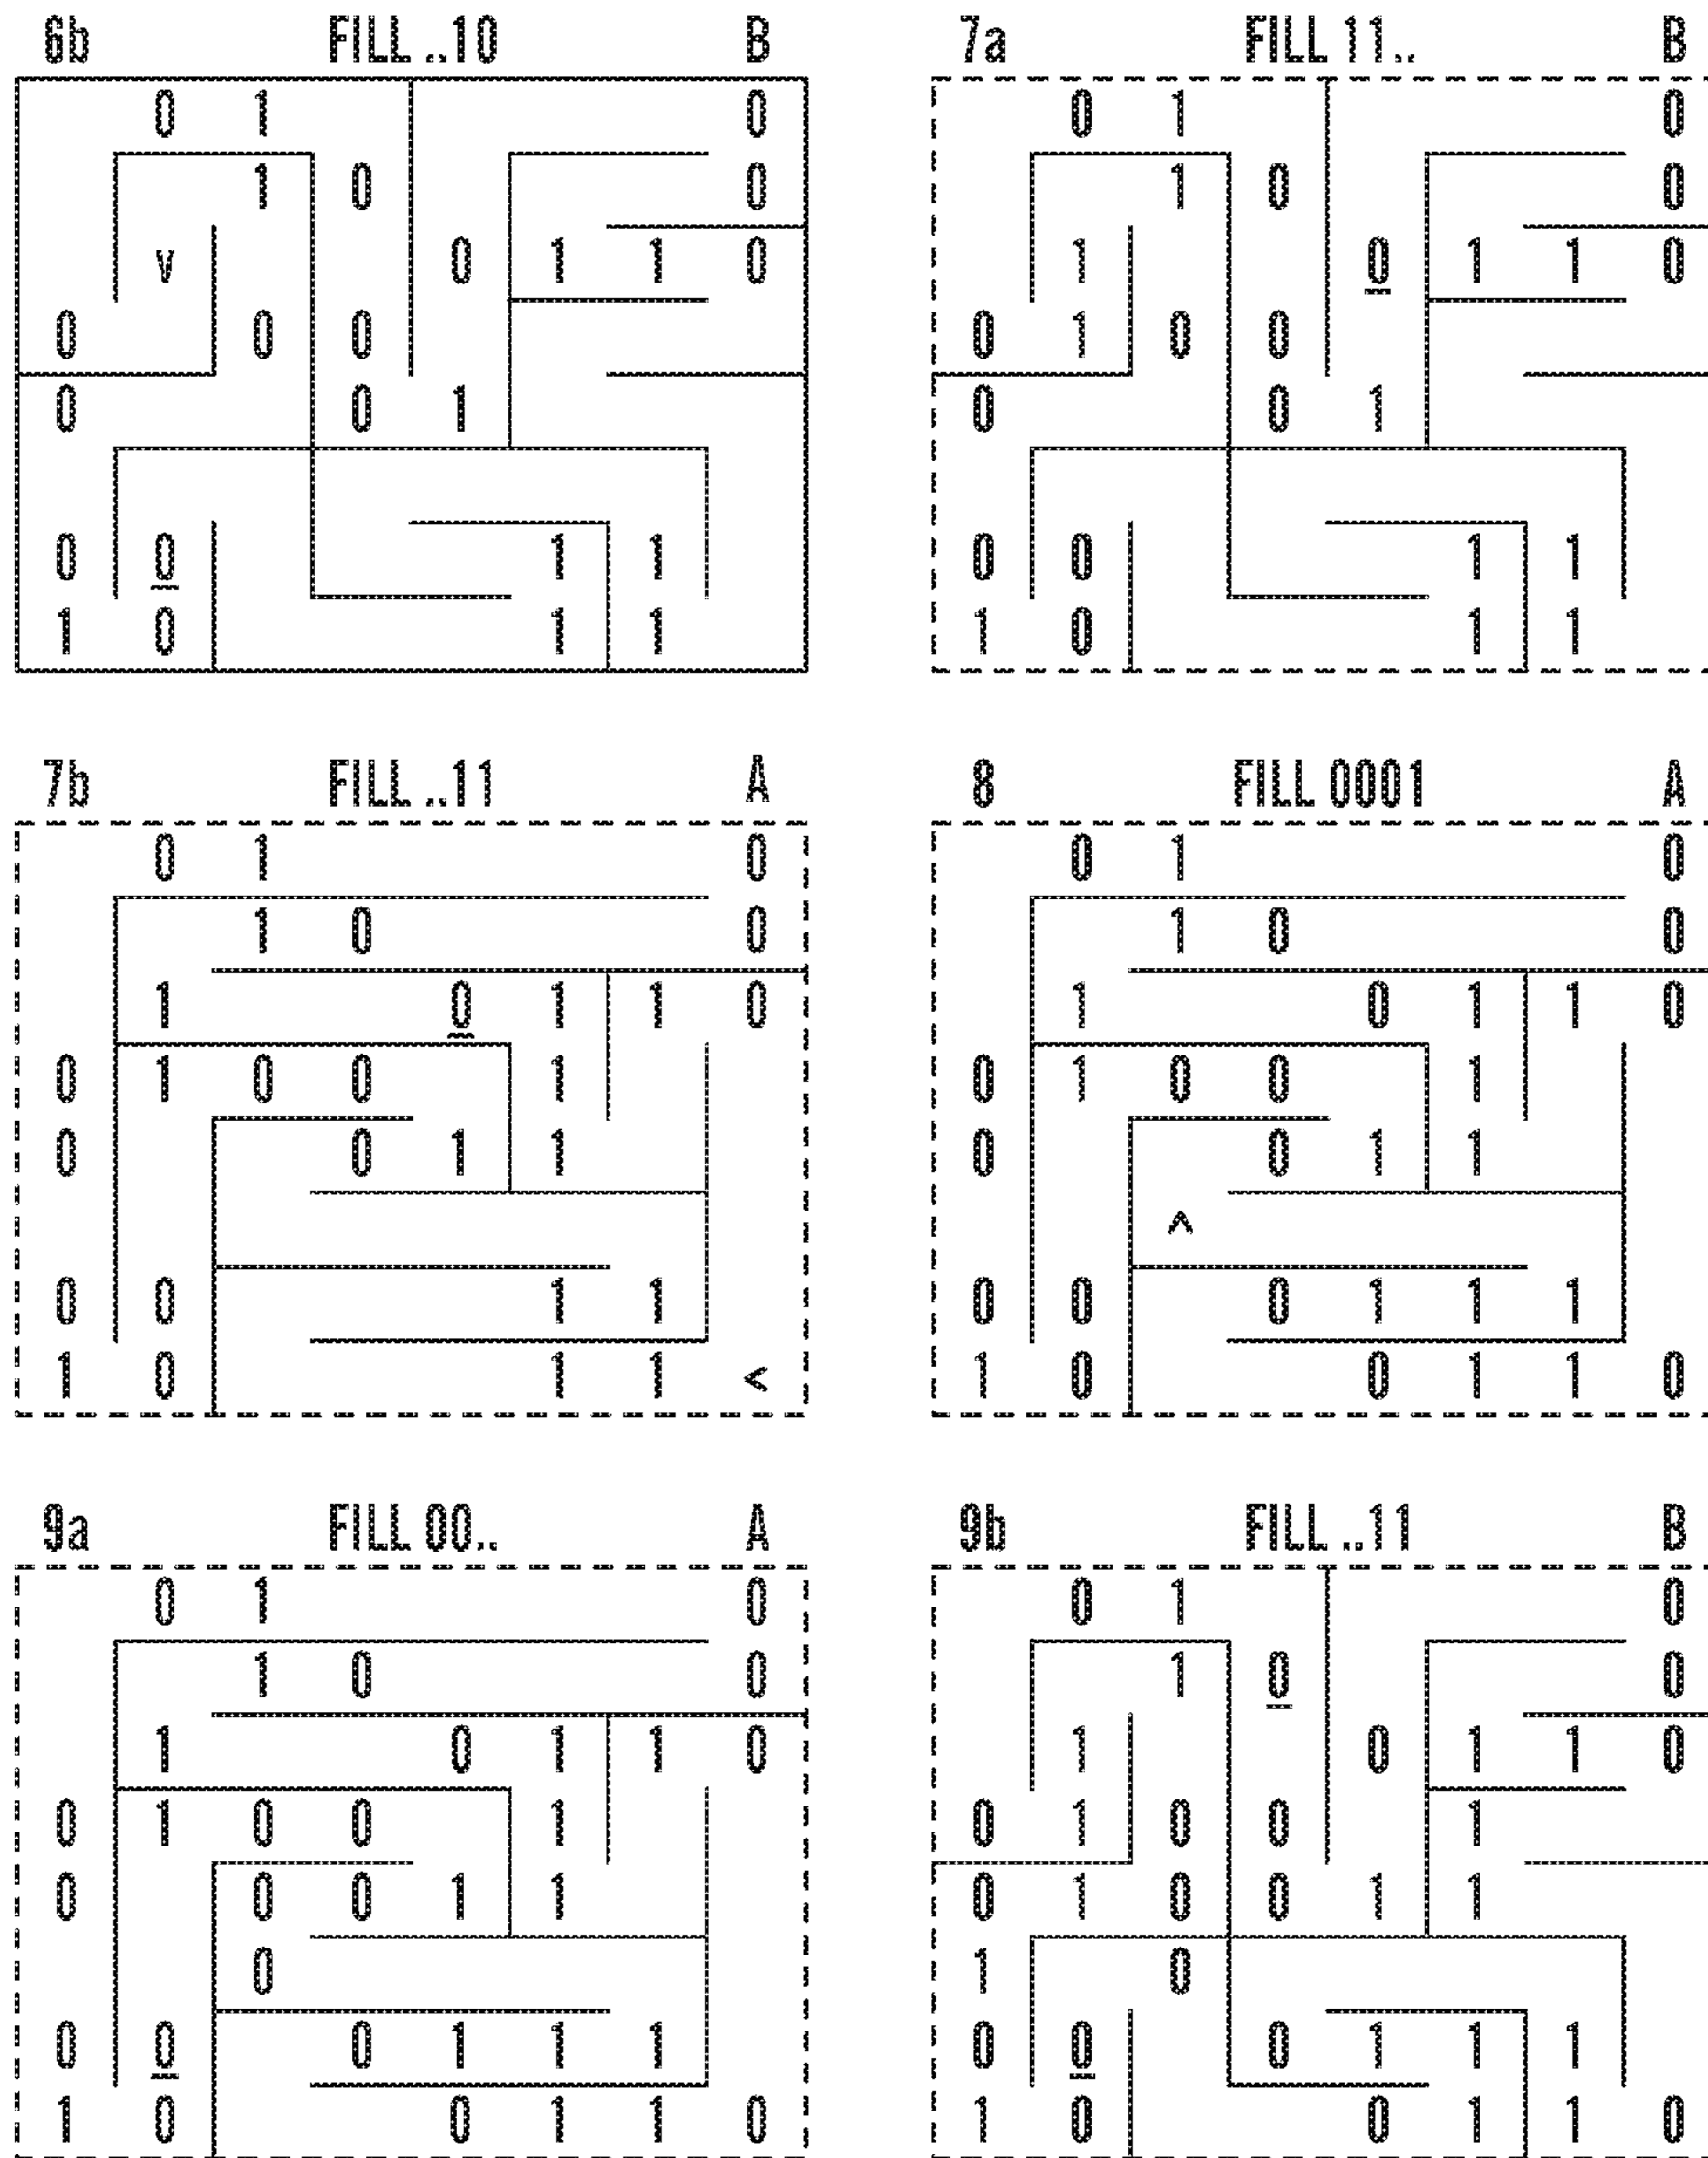 6b FILL ..10 B
0 1 0
1 0 0
v 0 1 1 0
0 0 0
0 0 1
0 0 1 1
1 0 1 1
7a FILL 11.. B
0 1 0
1 0 0
1 0 1 1 0
0 1 0 0
0 0 1
0 0 1 1
1 0 1 1
7b FILL ..11 A
0 1 0
1 0 0
1 0 1 1 0
0 1 0 0 1
0 0 1 1
0 0 1 1
1 0 1 1 <
8 FILL 0001 A
0 1 0
1 0 0
1 0 1 1 0
0 1 0 0 1
0 0 1 1
^
0 0 0 1 1 1
1 0 0 1 1 0
9a FILL 00.. A
0 1 0
1 0 0
1 0 1 1 0
0 1 0 0 1
0 0 0 1 1
0
0 0 0 1 1 1
1 0 0 1 1 0
9b FILL ..11 B
0 1 0
1 0 0
1 0 1 1 0
0 1 0 0 1
0 1 0 0 1 1
1 0
0 0 0 1 1 1
1 0 0 1 1 0